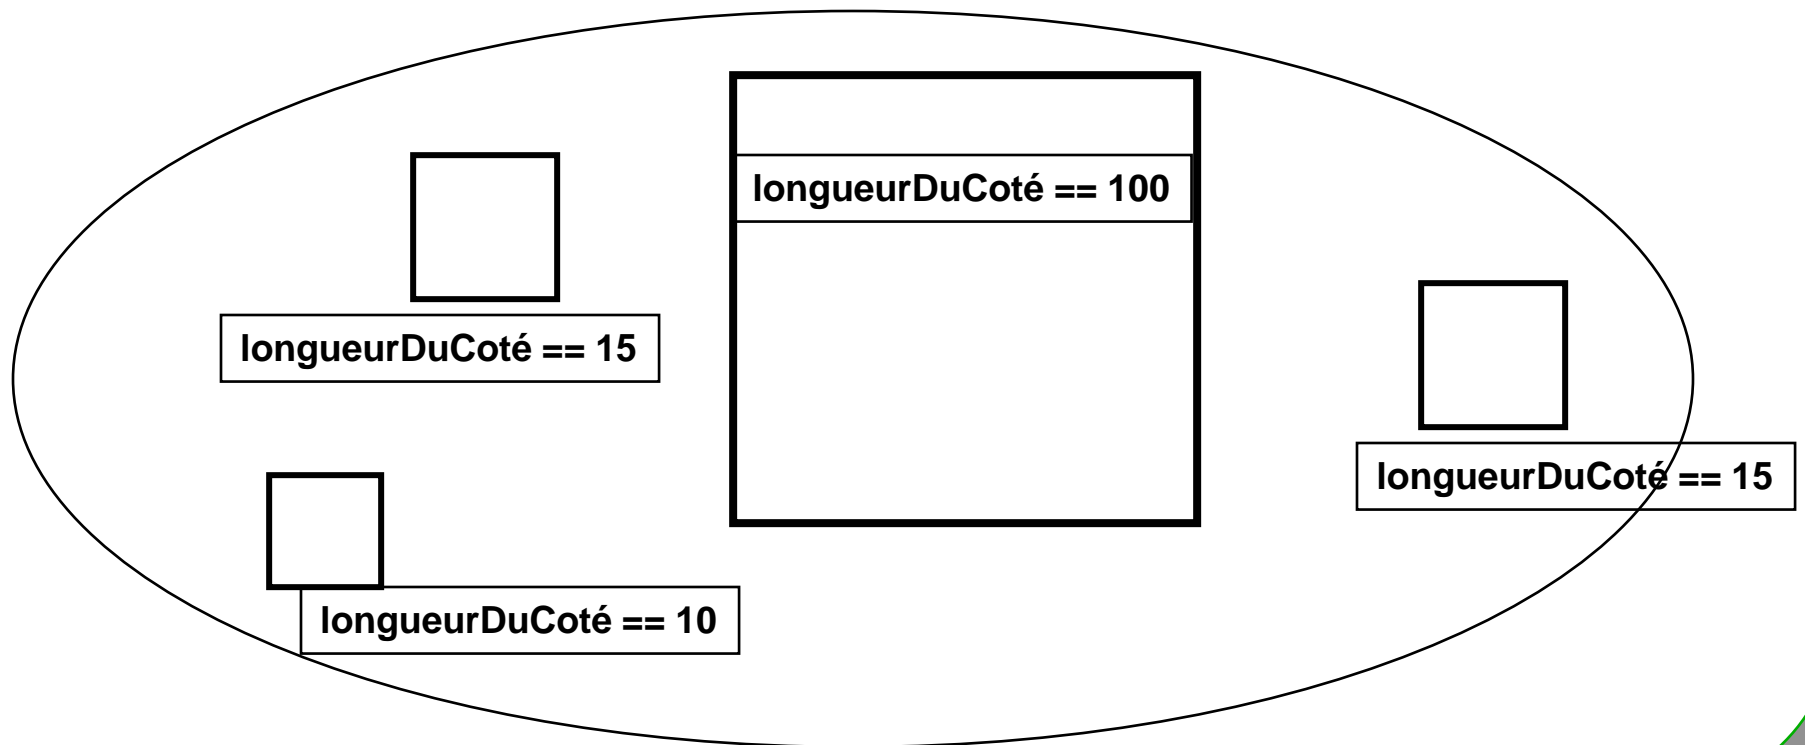 longueurDuCoté == 100
longueurDuCoté == 15
longueurDuCoté == 15
longueurDuCoté == 10